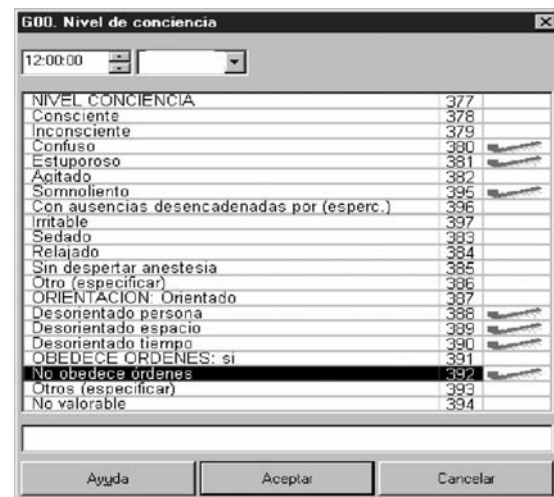 G00. Nivel de conciencia
12:00:00
NIVEL CONCIENCIA 377
Consciente 378
Inconsciente 379
Confuso 380
Estuporoso 381
Agitado 382
Somnoliento 395
Con ausencias desencadenadas por (esperc.) 396
Irritable 397
Sedado 383
Relajado 384
Sin despertar anestesia 385
Otro (especificar) 386
ORIENTACION: Orientado 387
Desorientado persona 388
Desorientado espacio 389
Desorientado tiempo 390
OBEDECE ORDENES: si 391
No obedece órdenes 392
Otros (especificar) 393
No valorable 394
Ayuda Aceptar Cancelar